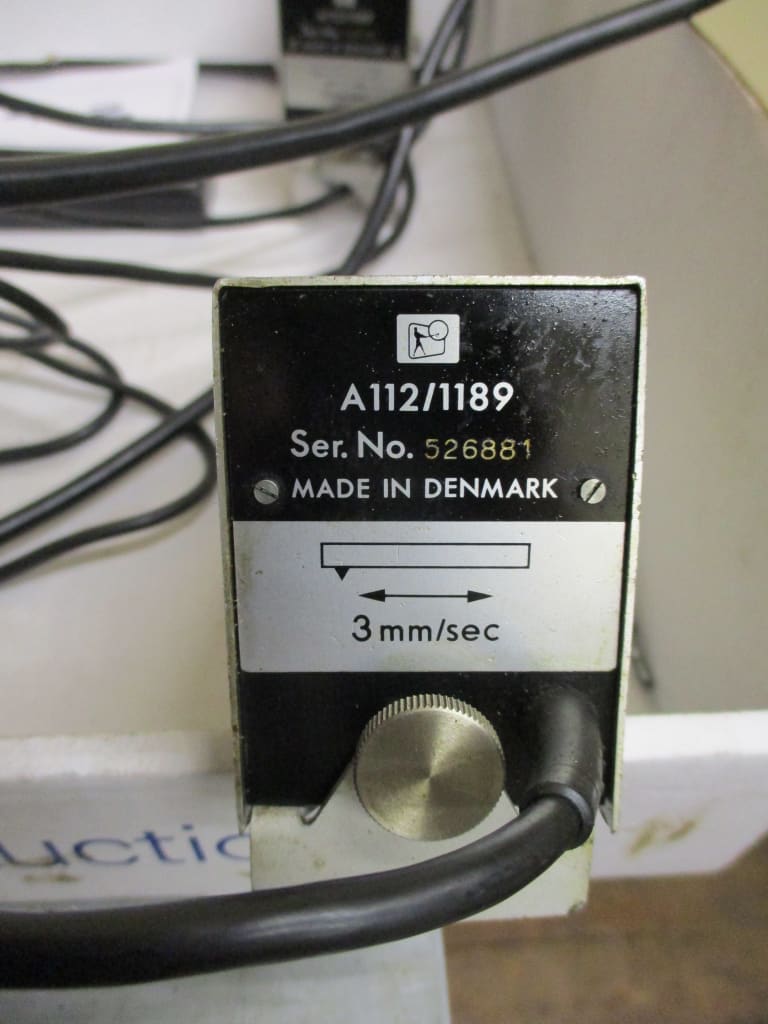 A112/1189
Ser. No. 526881
MADE IN DENMARK
3 mm/sec
uctio